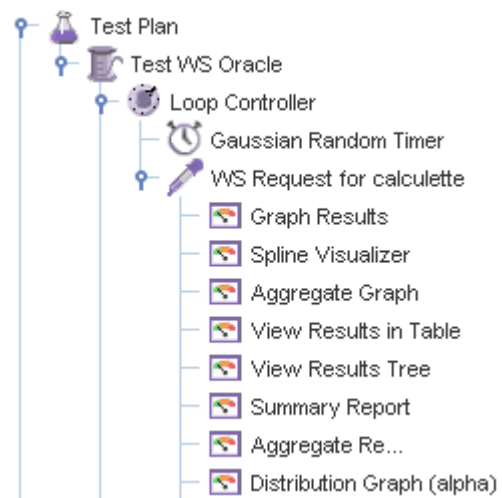 Test Plan
Test WS Oracle
Loop Controller
Gaussian Random Timer
WS Request for calculette
Graph Results
Spline Visualizer
Aggregate Graph
View Results in Table
View Results Tree
Summary Report
Aggregate Re...
Distribution Graph (alpha)